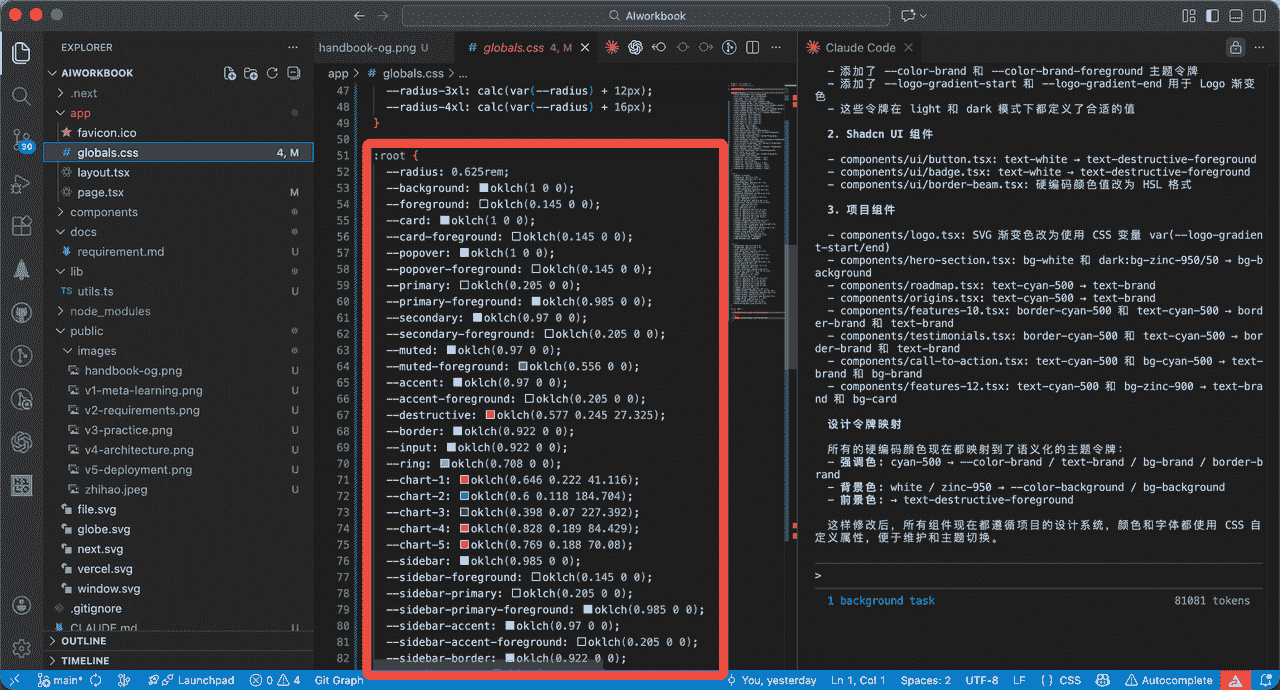 AIworkbook
EXPLORER
AIWORKBOOK
.next
app
favicon.ico
globals.css 4, M
layout.tsx U
page.tsx M
components
docs
requirement.md U
lib
TS utils.ts U
node_modules
public
images
handbook-og.png U
v1-meta-learning.png U
v2-requirements.png U
v3-practice.png U
v4-architecture.png U
v5-deployment.png U
zhihao.jpeg U
file.svg
globe.svg
next.svg
vercel.svg
window.svg
.gitignore
CLAUDE.md U
OUTLINE
TIMELINE
90
handbook-og.png U
# globals.css 4, M
app > # globals.css > ...
47 --radius-3xl: calc(var(--radius) + 12px);
48 --radius-4xl: calc(var(--radius) + 16px);
49 }
50
51 :root {
52 --radius: 0.625rem;
53 --background: oklch(1 0 0);
54 --foreground: oklch(0.145 0 0);
55 --card: oklch(1 0 0);
56 --card-foreground: oklch(0.145 0 0);
57 --popover: oklch(1 0 0);
58 --popover-foreground: oklch(0.145 0 0);
59 --primary: oklch(0.205 0 0);
60 --primary-foreground: oklch(0.985 0 0);
61 --secondary: oklch(0.97 0 0);
62 --secondary-foreground: oklch(0.205 0 0);
63 --muted: oklch(0.97 0 0);
64 --muted-foreground: oklch(0.556 0 0);
65 --accent: oklch(0.97 0 0);
66 --accent-foreground: oklch(0.205 0 0);
67 --destructive: oklch(0.577 0.245 27.325);
68 --border: oklch(0.922 0 0);
69 --input: oklch(0.922 0 0);
70 --ring: oklch(0.708 0 0);
71 --chart-1: oklch(0.646 0.222 41.116);
72 --chart-2: oklch(0.6 0.118 184.704);
73 --chart-3: oklch(0.398 0.07 227.392);
74 --chart-4: oklch(0.828 0.189 84.429);
75 --chart-5: oklch(0.769 0.188 70.08);
76 --sidebar: oklch(0.985 0 0);
77 --sidebar-foreground: oklch(0.145 0 0);
78 --sidebar-primary: oklch(0.205 0 0);
79 --sidebar-primary-foreground: oklch(0.985 0 0);
80 --sidebar-accent: oklch(0.97 0 0);
81 --sidebar-accent-foreground: oklch(0.205 0 0);
82 --sidebar-border: oklch(0.922 0 0);
Claude Code
- 添加了 --color-brand 和 --color-brand-foreground 主题令牌
- 添加了 --logo-gradient-start 和 --logo-gradient-end 用于 Logo 渐变
色
- 这些令牌在 light 和 dark 模式下都定义了合适的值
2. Shadcn UI 组件
- components/ui/button.tsx: text-white → text-destructive-foreground
- components/ui/badge.tsx: text-white → text-destructive-foreground
- components/ui/border-beam.tsx: 硬编码颜色值改为 HSL 格式
3. 项目组件
- components/logo.tsx: SVG 渐变色改为使用 CSS 变量 var(--logo-gradien
t-start/end)
- components/hero-section.tsx: bg-white 和 dark:bg-zinc-950/50 → bg-b
ackground
- components/roadmap.tsx: text-cyan-500 → text-brand
- components/origins.tsx: text-cyan-500 → text-brand
- components/features-10.tsx: border-cyan-500 和 text-cyan-500 → bord
er-brand 和 text-brand
- components/testimonials.tsx: border-cyan-500 和 text-cyan-500 → bo
rder-brand 和 text-brand
- components/call-to-action.tsx: text-cyan-500 和 bg-cyan-500 → text-
brand 和 bg-brand
- components/features-12.tsx: text-cyan-500 和 bg-zinc-900 → text-bra
nd 和 bg-card
设计令牌映射
所有的硬编码颜色现在都映射到了语义化的主题令牌：
- 强调色: cyan-500 → --color-brand / text-brand / bg-brand / border-b
rand
- 背景色: white / zinc-950 → --color-background / bg-background
- 前景色: → text-destructive-foreground
这样修改后，所有组件现在都遵循项目的设计系统，颜色和字体都使用 CSS 自
定义属性，便于维护和主题切换。
>
1 background task 81081 tokens
main* Launchpad 0 4 Git Graph You, yesterday Ln 1, Col 1 Spaces: 2 UTF-8 LF {} CSS Autocomplete